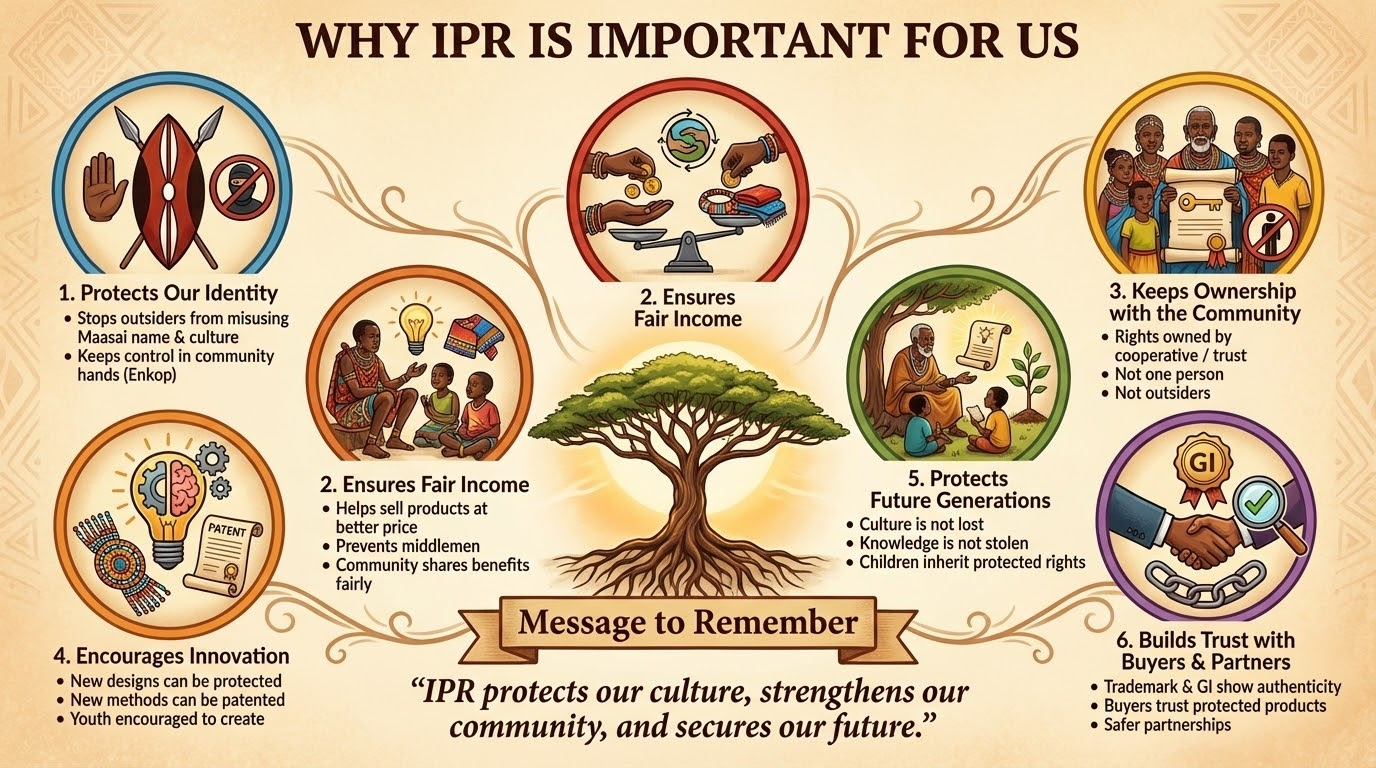 WHY IPR IS IMPORTANT FOR US
1. Protects Our Identity
• Stops outsiders from misusing
Maasai name & culture
• Keeps control in community
hands (Enkop)
2. Ensures Fair Income
• Helps sell products at
better price
• Prevents middlemen
• Community shares benefits
fairly
2. Ensures
Fair Income
3. Keeps Ownership
with the Community
• Rights owned by
cooperative / trust
• Not one person
• Not outsiders
PATENT
4. Encourages Innovation
• New designs can be protected
• New methods can be patented
• Youth encouraged to create
5. Protects
Future Generations
• Culture is not lost
• Knowledge is not stolen
• Children inherit protected rights
GI
6. Builds Trust with
Buyers & Partners
• Trademark & GI show authenticity
• Buyers trust protected products
• Safer partnerships
Message to Remember
“IPR protects our culture, strengthens our
community, and secures our future.”